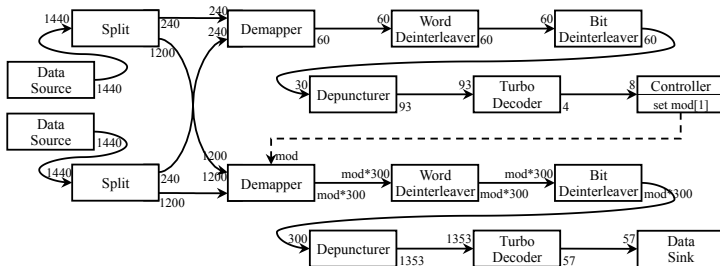 1440
Split
240
1200
Data
Source
1440
240
240
Demapper
60
60
Word
Deinterleaver
60
60
Bit
Deinterleaver
60
30
Depuncturer
93
93
Turbo
Decoder
4
8
Controller
set mod[1]
Data
Source
1440
1440
Split
240
1200
mod
1200
1200
Demapper
mod*300
mod*300
Word
Deinterleaver
mod*300
mod*300
Bit
Deinterleaver
mod*300
300
Depuncturer
1353
1353
Turbo
Decoder
57
57
Data
Sink